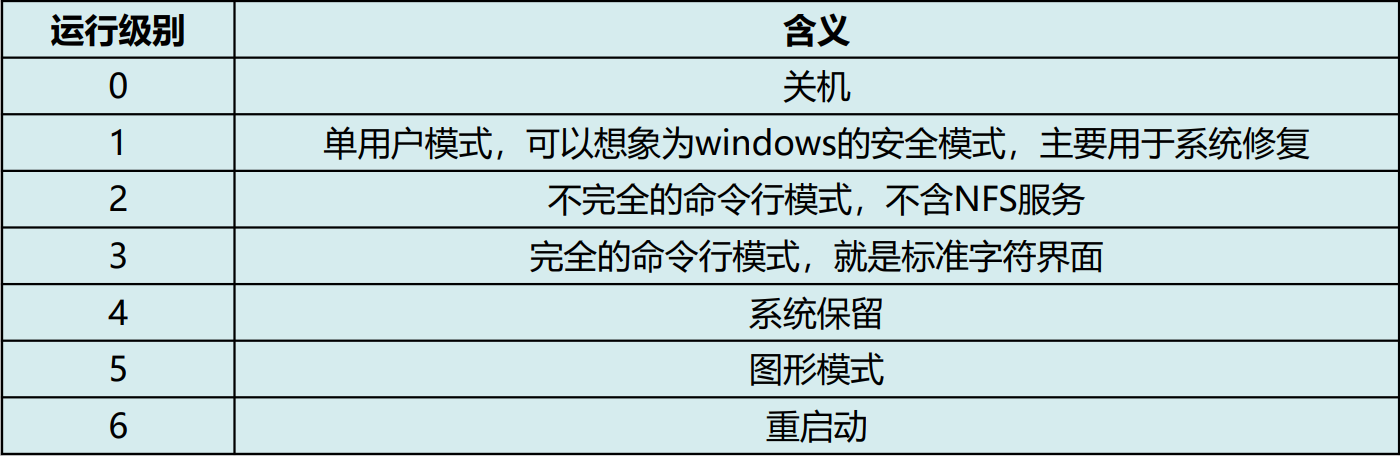 运行级别 含义
0 关机
1 单用户模式，可以想象为windows的安全模式，主要用于系统修复
2 不完全的命令行模式，不含NFS服务
3 完全的命令行模式，就是标准字符界面
4 系统保留
5 图形模式
6 重启动